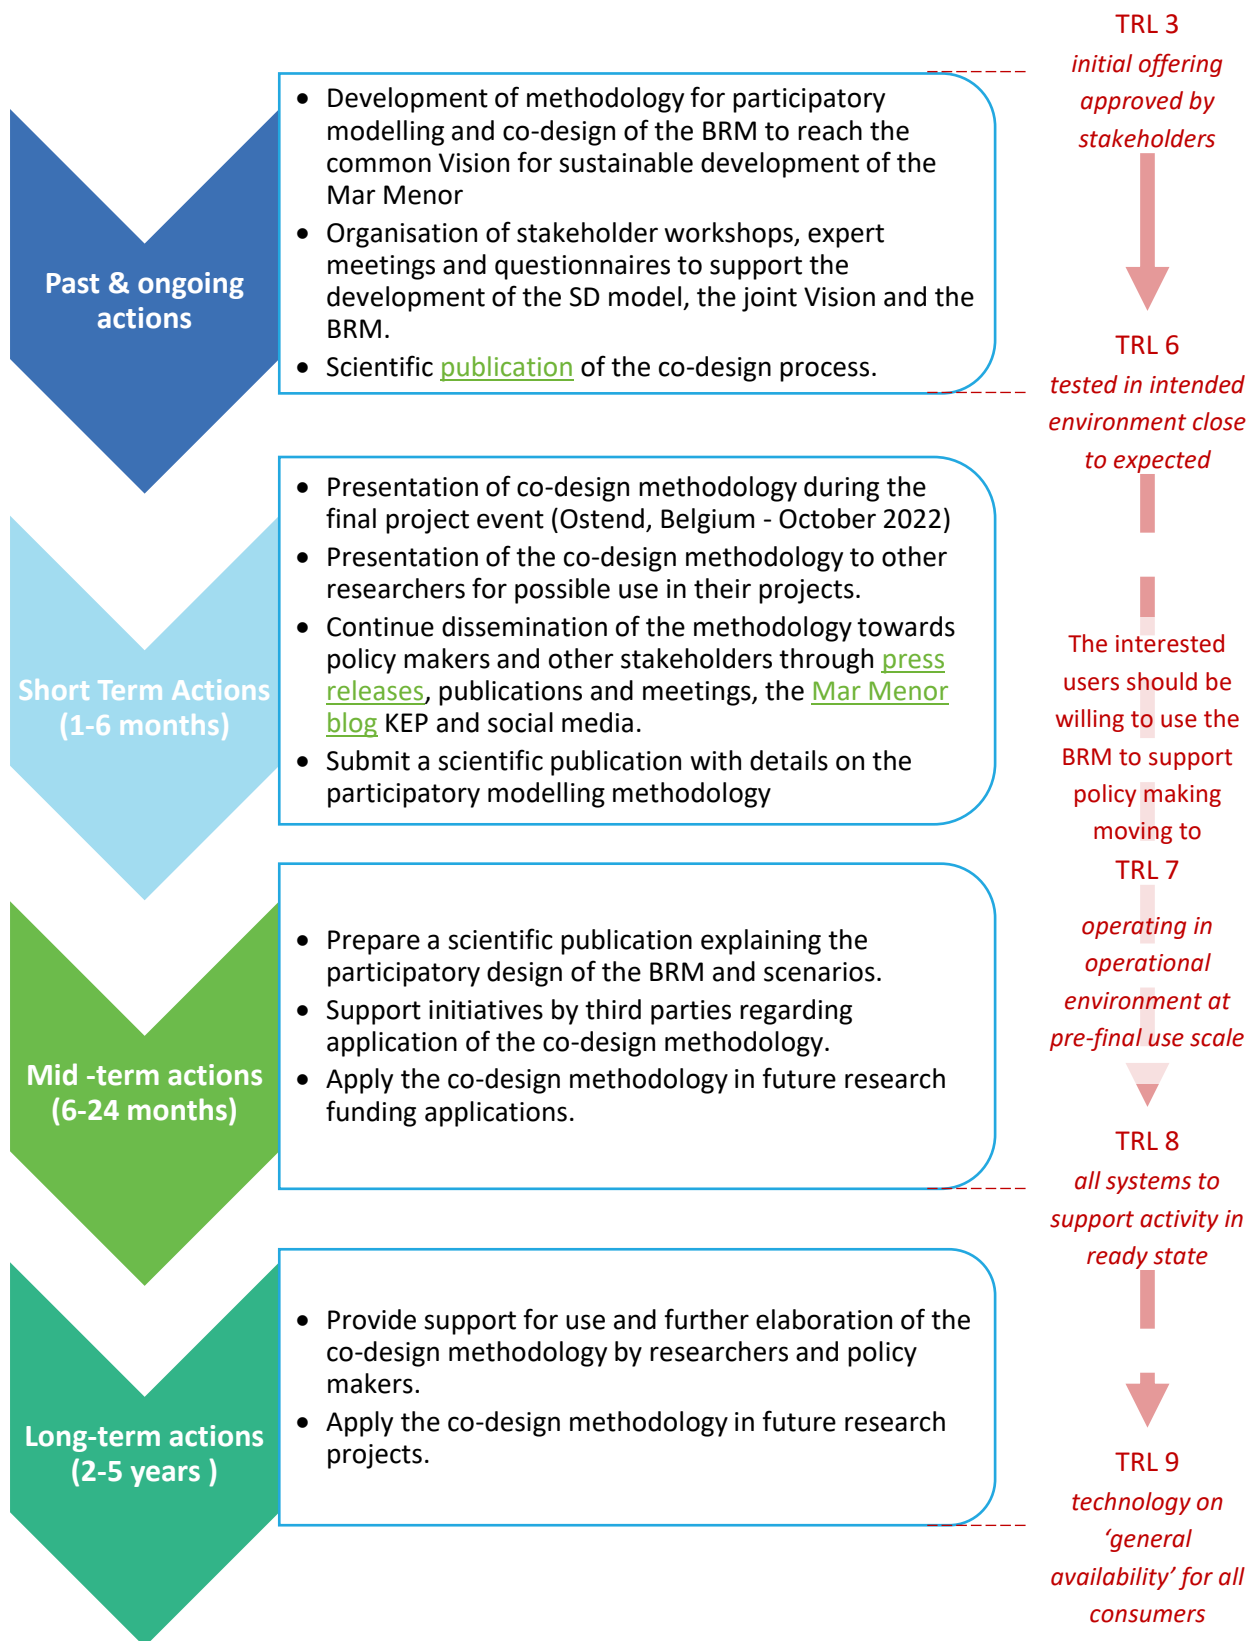 Past & ongoing
actions
• Development of methodology for participatory
modelling and co-design of the BRM to reach the
common Vision for sustainable development of the
Mar Menor
• Organisation of stakeholder workshops, expert
meetings and questionnaires to support the
development of the SD model, the joint Vision and the
BRM.
• Scientific publication of the co-design process.
Short Term Actions
(1-6 months)
• Presentation of co-design methodology during the
final project event (Ostend, Belgium - October 2022)
• Presentation of the co-design methodology to other
researchers for possible use in their projects.
• Continue dissemination of the methodology towards
policy makers and other stakeholders through press
releases, publications and meetings, the Mar Menor
blog KEP and social media.
• Submit a scientific publication with details on the
participatory modelling methodology
Mid -term actions
(6-24 months)
• Prepare a scientific publication explaining the
participatory design of the BRM and scenarios.
• Support initiatives by third parties regarding
application of the co-design methodology.
• Apply the co-design methodology in future research
funding applications.
Long-term actions
(2-5 years )
• Provide support for use and further elaboration of the
co-design methodology by researchers and policy
makers.
• Apply the co-design methodology in future research
projects.
TRL 3
initial offering
approved by
stakeholders
TRL 6
tested in intended
environment close
to expected
The interested
users should be
willing to use the
BRM to support
policy making
moving to
TRL 7
operating in
operational
environment at
pre-final use scale
TRL 8
all systems to
support activity in
ready state
TRL 9
technology on
‘general
availability’ for all
consumers